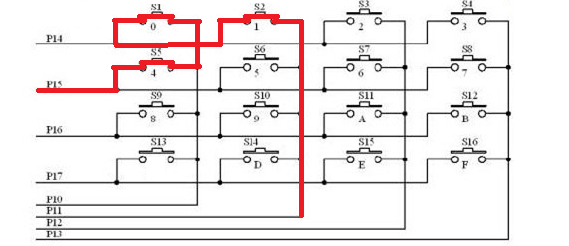 S1 S2 S3 S4
0 1 2 3
P14
S5 S6 S7 S8
4 5 6 7
P15
S9 S10 S11 S12
8 9 A B
P16
S13 S14 S15 S16
D E F
P17
P10
P11
P12
P13